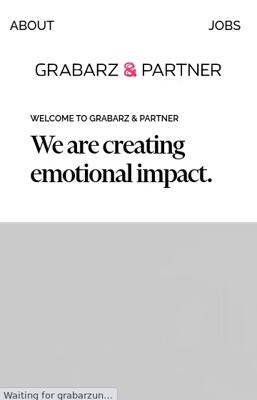 ABOUT
JOBS
GRABARZ & PARTNER
WELCOME TO GRABARZ & PARTNER
We are creating
emotional impact.
Waiting for grabarzun...